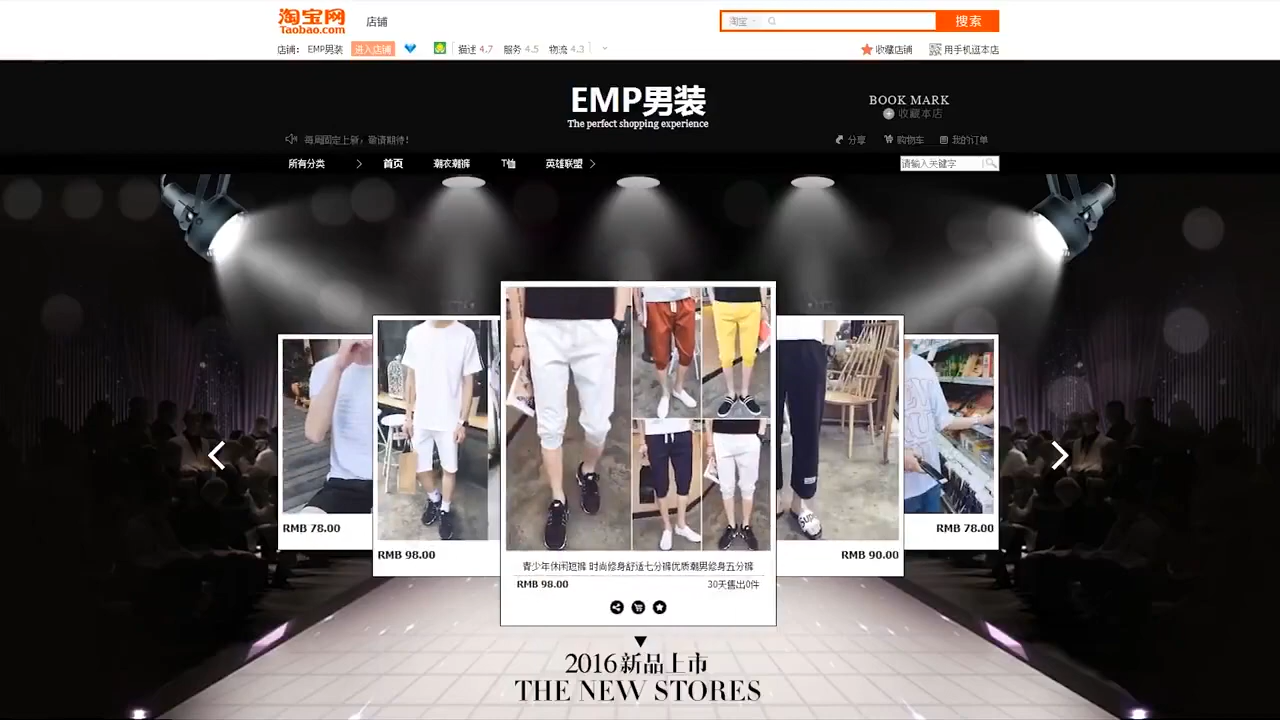 淘宝网
Taobao.com
店铺
淘宝
搜索
店铺： EMP男装 进入店铺 描述 4.7 服务 4.5 物流 4.3
收藏店铺 用手机逛本店
EMP男装
The perfect shopping experience
BOOK MARK
收藏本店
每周固定上新，敬请期待！
分享 购物车 我的订单
所有分类 首页 潮衣潮裤 T恤 英雄联盟
请输入关键字
RMB 78.00
RMB 98.00
青少年休闲短裤 时尚修身舒适七分裤优质潮男修身五分裤
RMB 98.00 30天售出0件
RMB 90.00
RMB 78.00
2016新品上市
THE NEW STORES